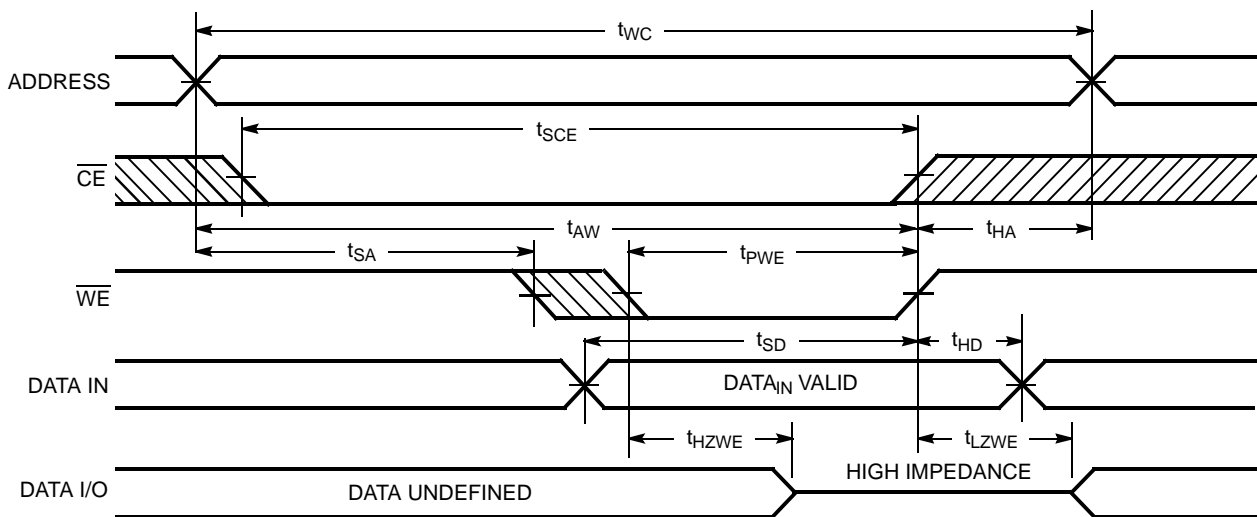 tWC
ADDRESS
tSCE
CE
tAW
tHA
tSA
tPWE
WE
tSD
tHD
DATA IN
DATAIN VALID
tHZWE
tLZWE
HIGH IMPEDANCE
DATA I/O
DATA UNDEFINED